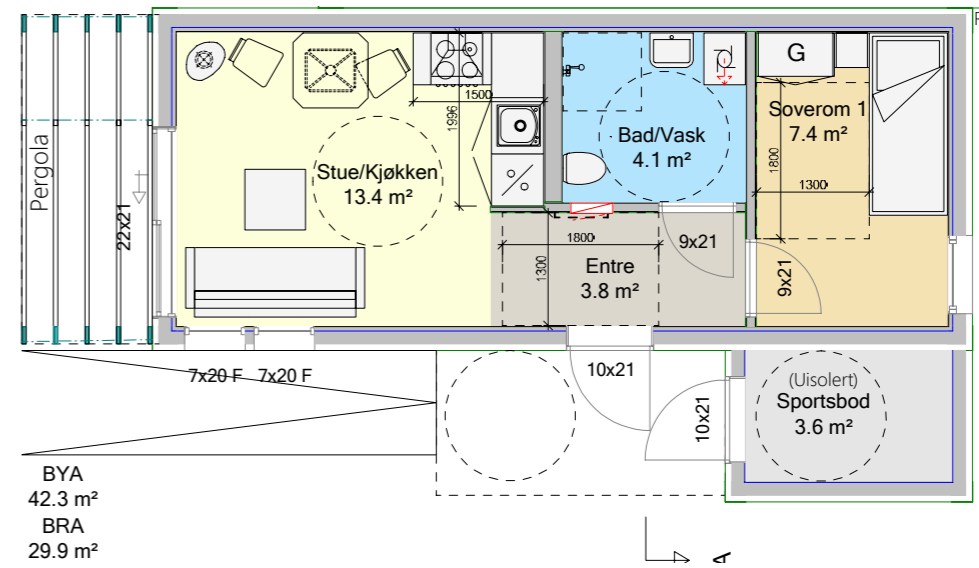 F
Pergola
22x21
Stue/Kjøkken
13.4 m²
1500
1996
Bad/Vask
4.1 m²
G
Soverom 1
7.4 m²
1800
1300
1800
1300
Entre
3.8 m²
9x21
9x21
7x20 F
7x20 F
10x21
10x21
(Uisolert)
Sportsbod
3.6 m²
BYA
42.3 m²
BRA
29.9 m²
A